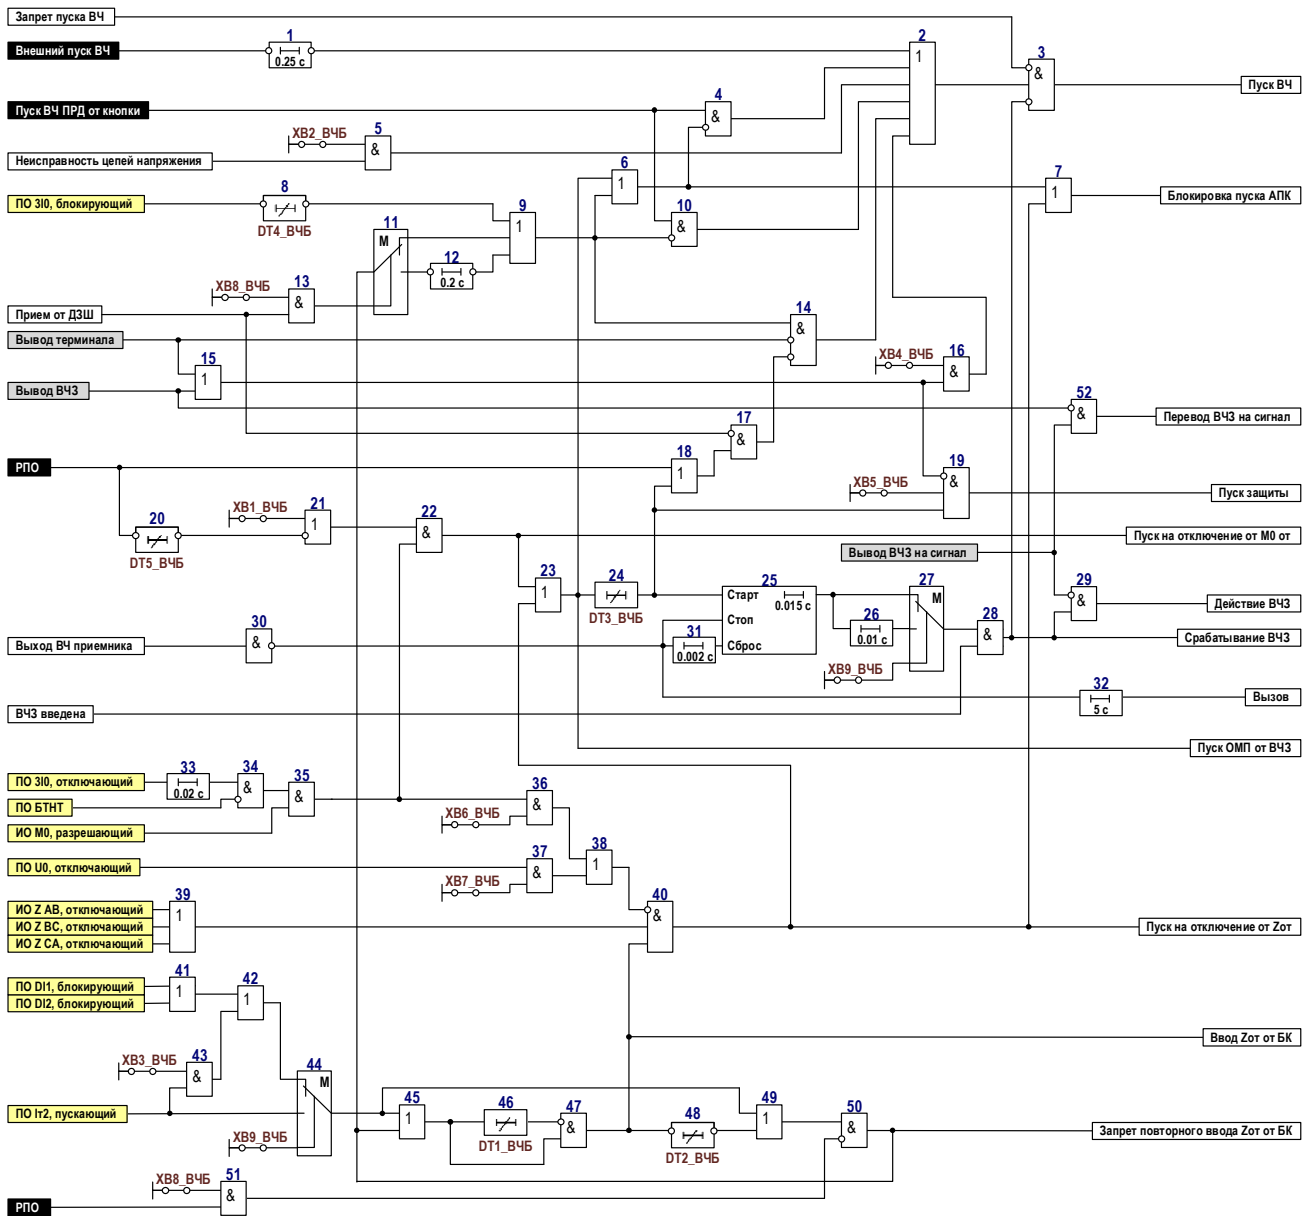 Запрет пуска ВЧ
Внешний пуск ВЧ
1
0.25 с
2
1
3
&
Пуск ВЧ
Пуск ВЧ ПРД от кнопки
4
&
ХВ2_ВЧБ
5
&
Неисправность цепей напряжения
6
1
7
1
Блокировка пуска АПК
ПО 3I0, блокирующий
8
DT4_ВЧБ
9
1
10
&
11
М
12
0.2 с
ХВ8_ВЧБ
13
&
Прием от ДЗШ
14
&
Вывод терминала
15
1
ХВ4_ВЧБ
16
&
Вывод ВЧЗ
52
&
Перевод ВЧЗ на сигнал
17
&
РПО
18
1
19
&
ХВ5_ВЧБ
Пуск защиты
20
DT5_ВЧБ
ХВ1_ВЧБ
21
1
22
&
Пуск на отключение от М0 от
Вывод ВЧЗ на сигнал
23
1
24
DT3_ВЧБ
25
Старт
0.015 с
Стоп
Сброс
26
0.01 с
27
М
ХВ9_ВЧБ
28
&
29
&
Действие ВЧЗ
Срабатывание ВЧЗ
Выход ВЧ приемника
30
&
31
0.002 с
32
5 с
Вызов
ВЧЗ введена
Пуск ОМП от ВЧЗ
ПО 3I0, отключающий
33
0.02 с
34
&
35
&
ПО БТНТ
ИО М0, разрешающий
36
&
ХВ6_ВЧБ
ПО U0, отключающий
37
&
ХВ7_ВЧБ
38
1
ИО Z АВ, отключающий
ИО Z ВС, отключающий
ИО Z СА, отключающий
39
1
40
&
Пуск на отключение от Zот
ПО DI1, блокирующий
ПО DI2, блокирующий
41
1
42
1
Ввод Zот от БК
ХВ3_ВЧБ
43
&
44
М
ПО Iт2, пускающий
ХВ9_ВЧБ
45
1
46
DT1_ВЧБ
47
&
48
DT2_ВЧБ
49
1
50
&
Запрет повторного ввода Zот от БК
ХВ8_ВЧБ
51
&
РПО